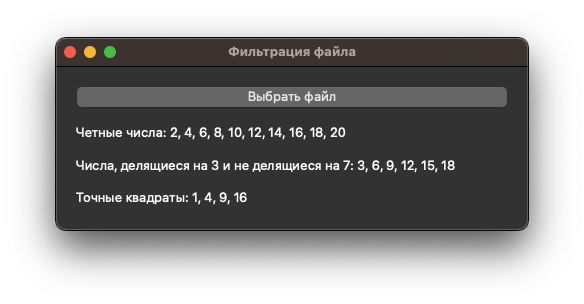 Фильтрация файла
Выбрать файл
Четные числа: 2, 4, 6, 8, 10, 12, 14, 16, 18, 20
Числа, делящиеся на 3 и не делящиеся на 7: 3, 6, 9, 12, 15, 18
Точные квадраты: 1, 4, 9, 16